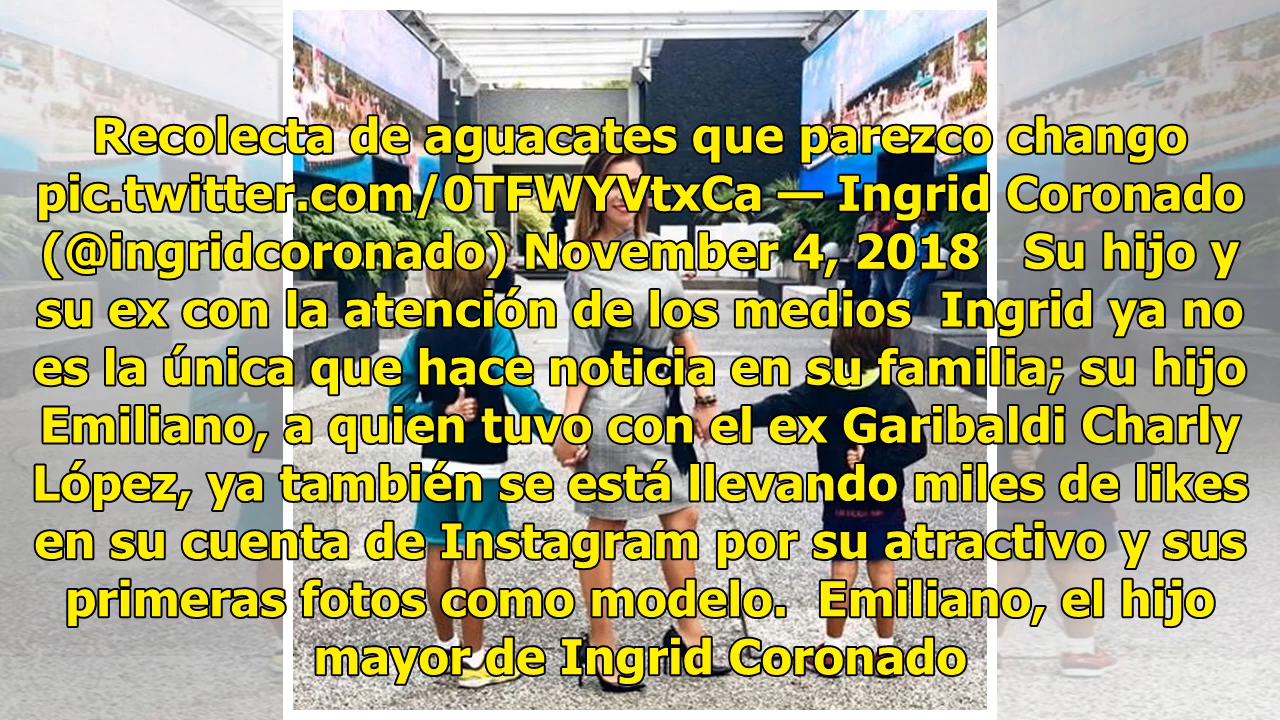 Recolecta de aguacates que parezco chango
pic.twitter.com/0TFWYVtxCa — Ingrid Coronado
(@ingridcoronado) November 4, 2018   Su hijo y
su ex con la atención de los medios  Ingrid ya no
es la única que hace noticia en su familia; su hijo
Emiliano, a quien tuvo con el ex Garibaldi Charly
López, ya también se está llevando miles de likes
en su cuenta de Instagram por su atractivo y sus
primeras fotos como modelo.  Emiliano, el hijo
mayor de Ingrid Coronado